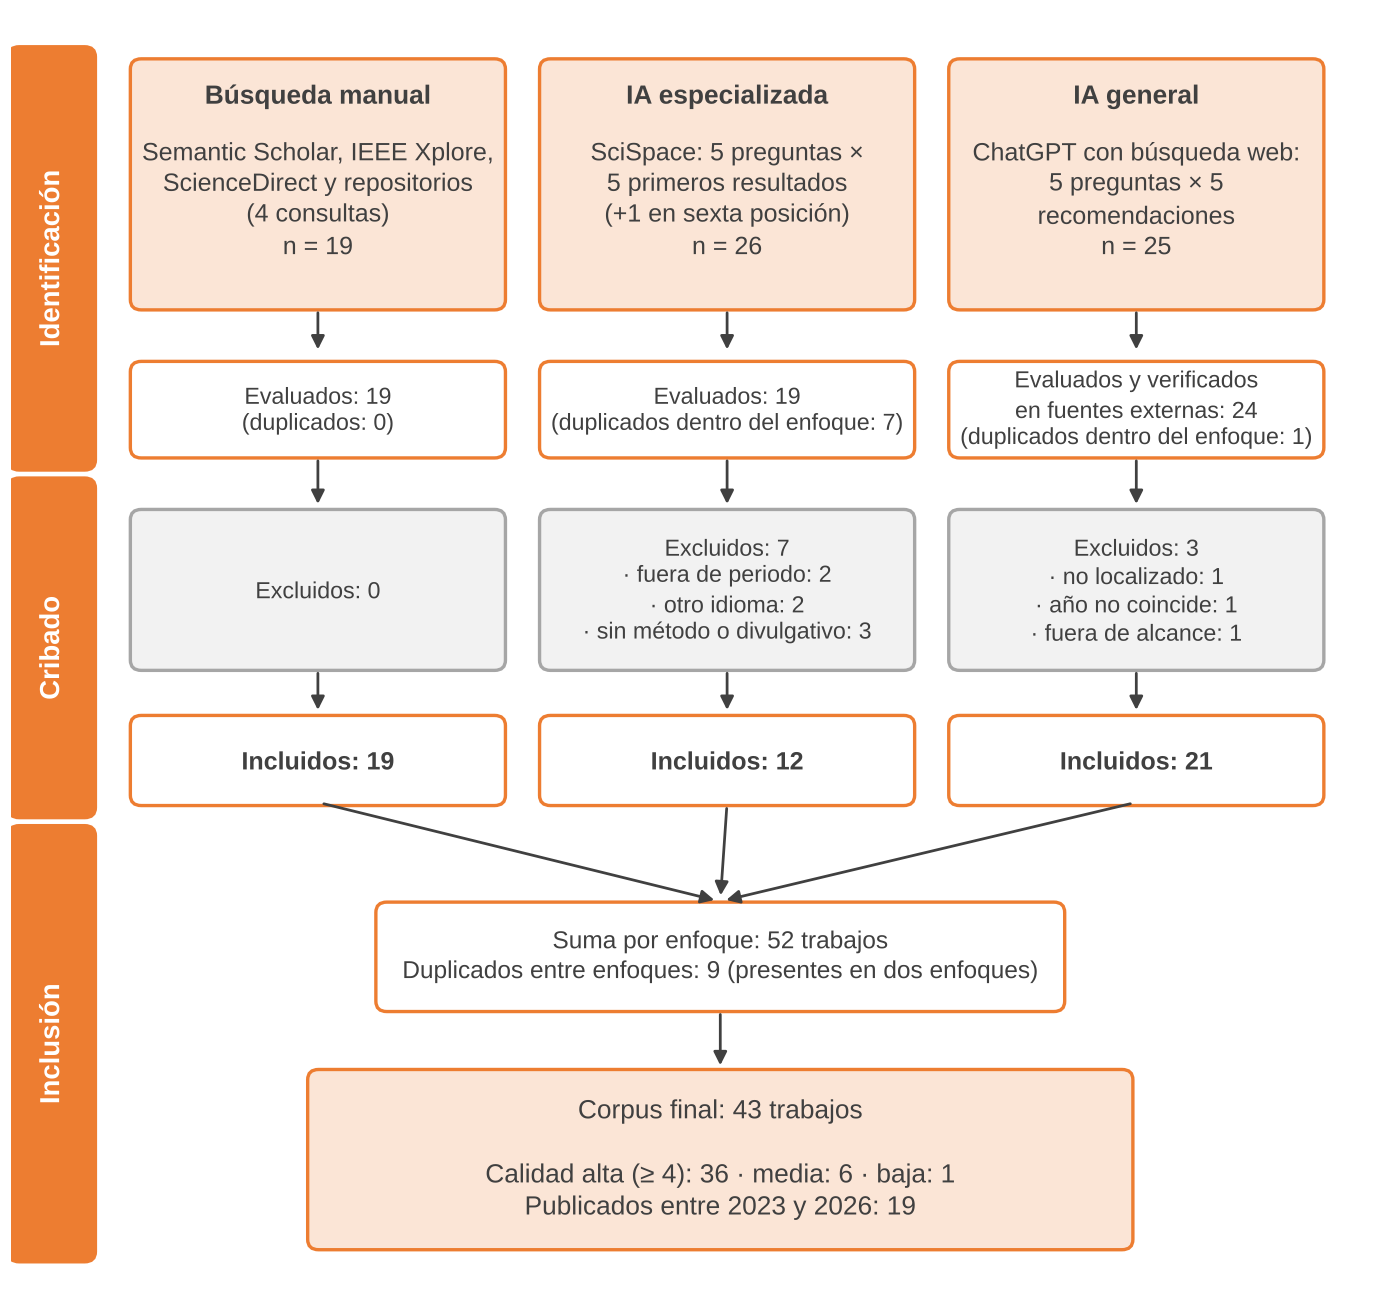 Identificación
Búsqueda manual
Semantic Scholar, IEEE Xplore,
ScienceDirect y repositorios
(4 consultas)
n = 19
IA especializada
SciSpace: 5 preguntas ×
5 primeros resultados
(+1 en sexta posición)
n = 26
IA general
ChatGPT con búsqueda web:
5 preguntas × 5
recomendaciones
n = 25
Evaluados: 19
(duplicados: 0)
Evaluados: 19
(duplicados dentro del enfoque: 7)
Evaluados y verificados
en fuentes externas: 24
(duplicados dentro del enfoque: 1)
Cribado
Excluidos: 0
Excluidos: 7
· fuera de periodo: 2
· otro idioma: 2
· sin método o divulgativo: 3
Excluidos: 3
· no localizado: 1
· año no coincide: 1
· fuera de alcance: 1
Incluidos: 19
Incluidos: 12
Incluidos: 21
Inclusión
Suma por enfoque: 52 trabajos
Duplicados entre enfoques: 9 (presentes en dos enfoques)
Corpus final: 43 trabajos
Calidad alta (≥ 4): 36 · media: 6 · baja: 1
Publicados entre 2023 y 2026: 19